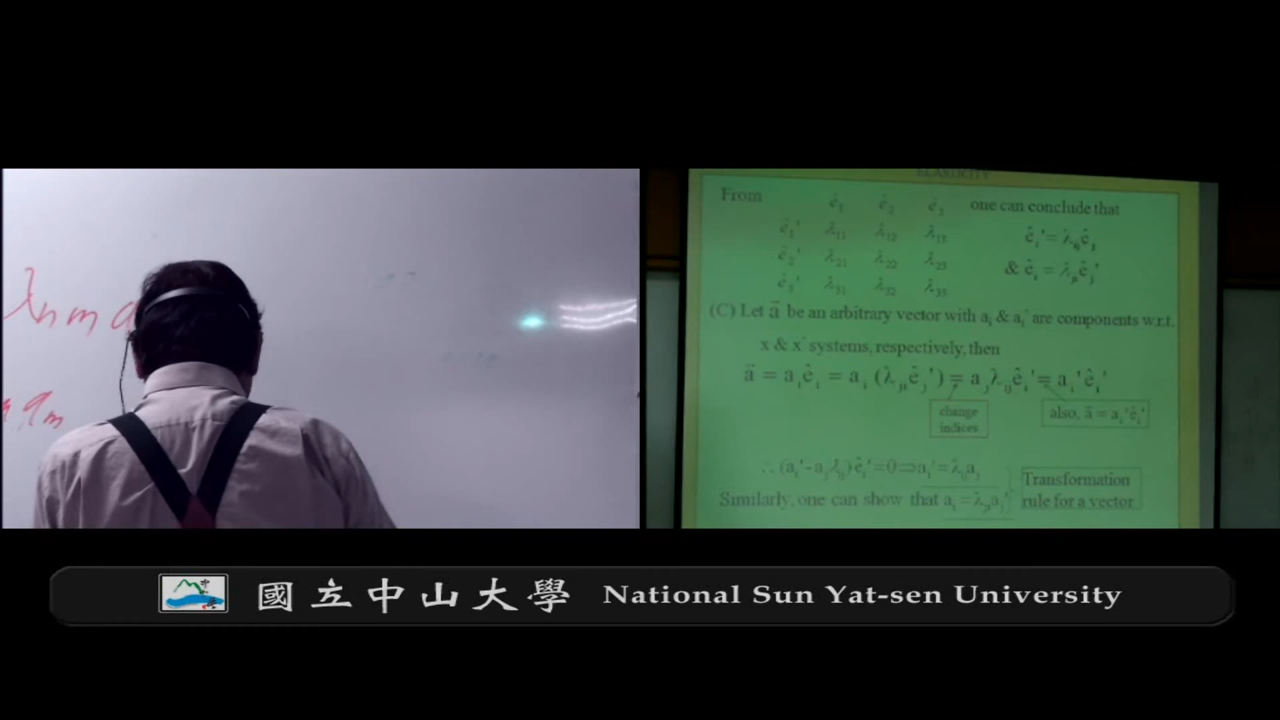 λnm a
qm
ELASTICITY
From ê₁ ê₂ ê₃ one can conclude that
ê₁' λ₁₁ λ₁₂ λ₁₃ êᵢ'=λᵢⱼêⱼ
ê₂' λ₂₁ λ₂₂ λ₂₃ & êᵢ=λⱼᵢêⱼ'
ê₃' λ₃₁ λ₃₂ λ₃₃
(C) Let a⃗ be an arbitrary vector with aᵢ & aᵢ' are components w.r.t.
x & x' systems, respectively, then
a⃗ = aᵢêᵢ = aᵢ (λⱼᵢêⱼ') = aⱼλᵢⱼêᵢ' = aᵢ'êᵢ'
change
indices
also, a⃗ = aᵢ'êᵢ'
∴ (aᵢ'-aⱼλᵢⱼ)êᵢ'=0⇒aᵢ'=λᵢⱼaⱼ
Similarly, one can show that aᵢ=λⱼᵢaⱼ'
Transformation
rule for a vector
國立中山大學 National Sun Yat-sen University